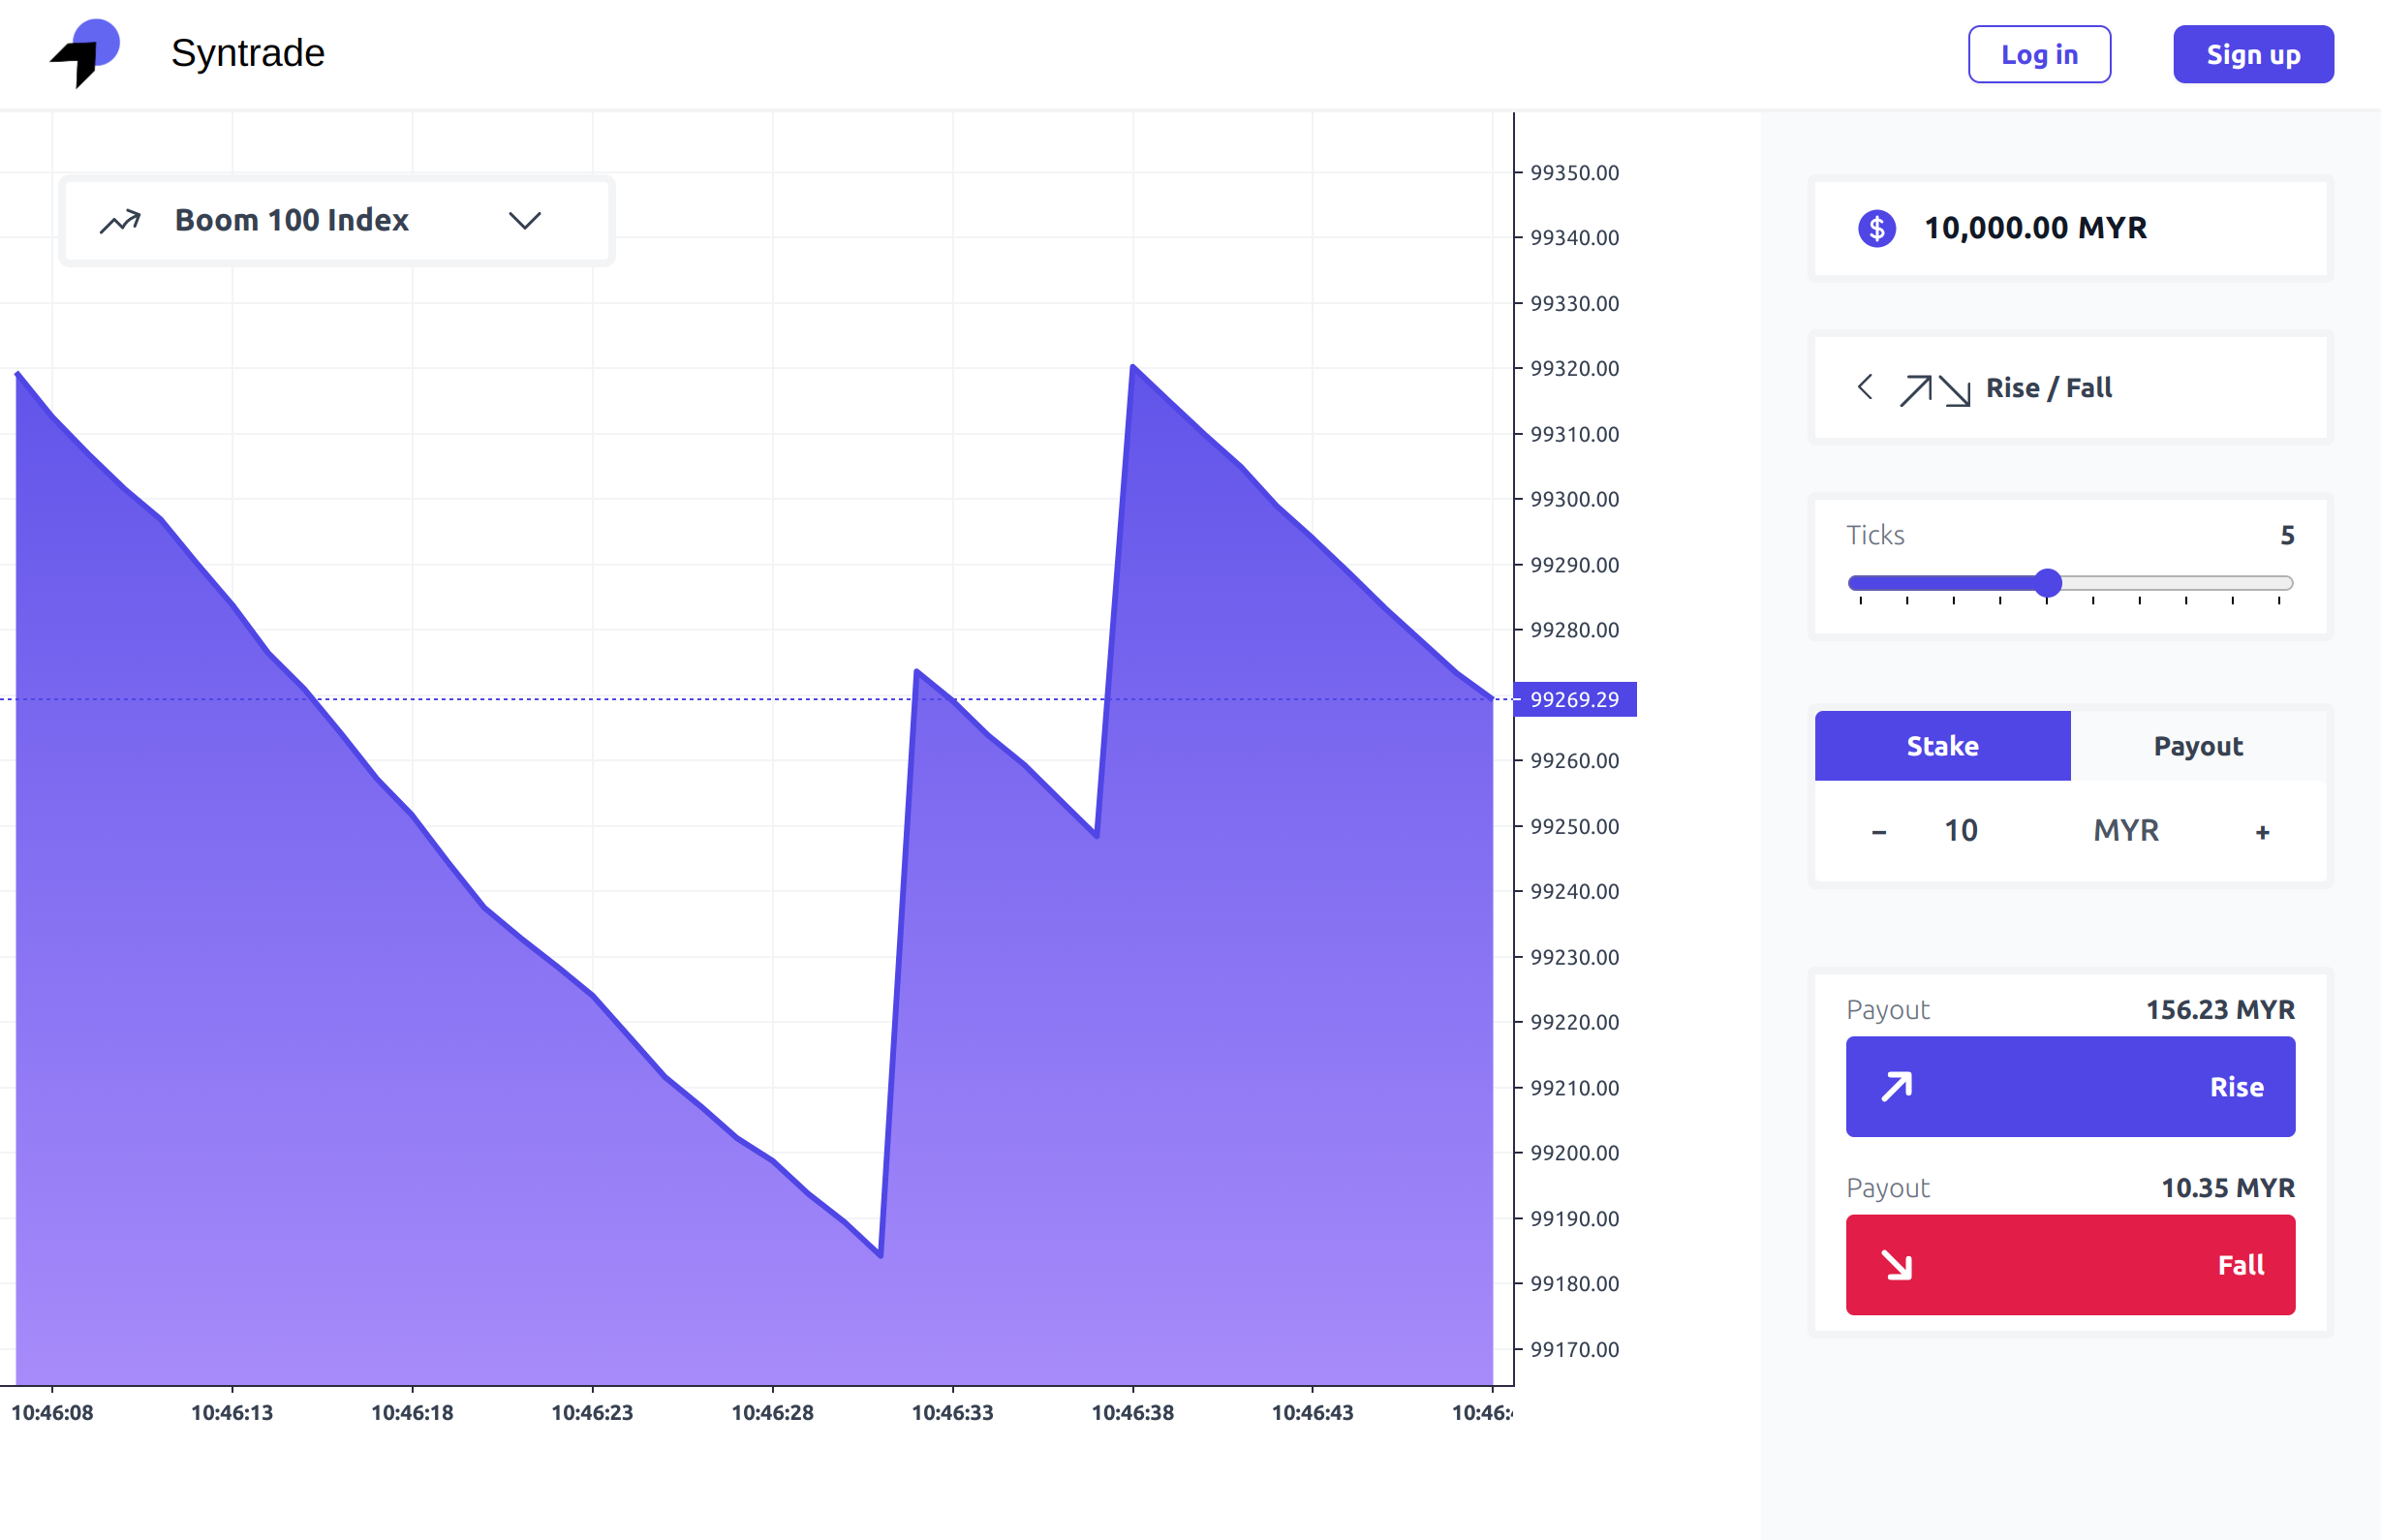 Syntrade
Log in
Sign up
Boom 100 Index
99350.00
99340.00
99330.00
99320.00
99310.00
99300.00
99290.00
99280.00
99269.29
99260.00
99250.00
99240.00
99230.00
99220.00
99210.00
99200.00
99190.00
99180.00
99170.00
10:46:08 10:46:13 10:46:18 10:46:23 10:46:28 10:46:33 10:46:38 10:46:43
$ 10,000.00 MYR
Rise / Fall
Ticks 5
Stake Payout
– 10 MYR +
Payout 156.23 MYR
Rise
Payout 10.35 MYR
Fall